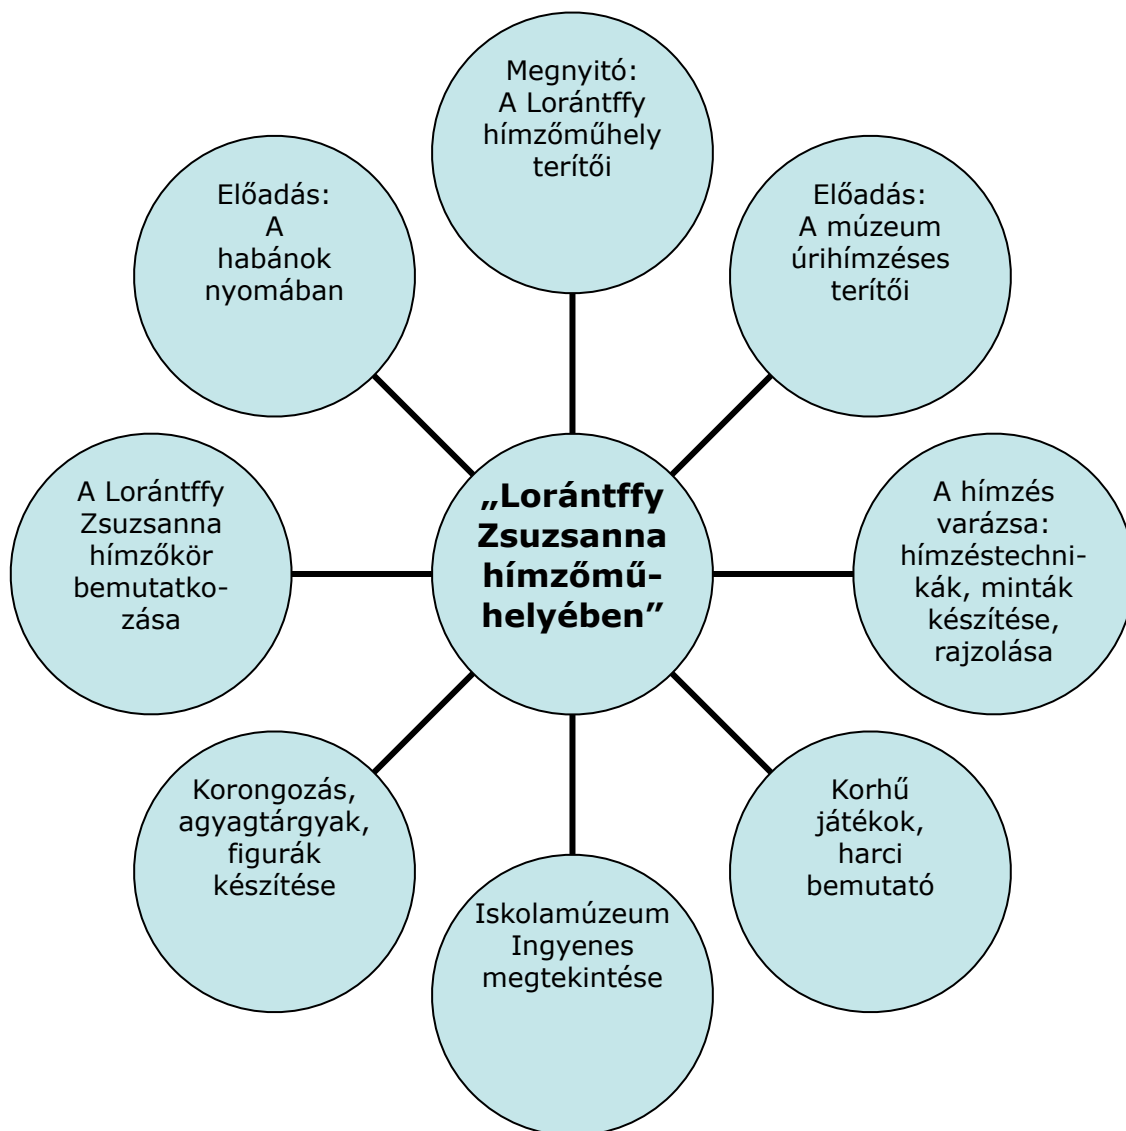 Megnyitó:
A Lorántffy
hímzőműhely
terítői
Előadás:
A múzeum
úrihímzéses
terítői
A hímzés
varázsa:
hímzéstechni-
kák, minták
készítése,
rajzolása
Korhű
játékok,
harci
bemutató
Iskolamúzeum
Ingyenes
megtekintése
Korongozás,
agyagtárgyak,
figurák
készítése
A Lorántffy
Zsuzsanna
hímzőkör
bemutatko-
zása
Előadás:
A
habánok
nyomában
„Lorántffy
Zsuzsanna
hímzőmű-
helyében”